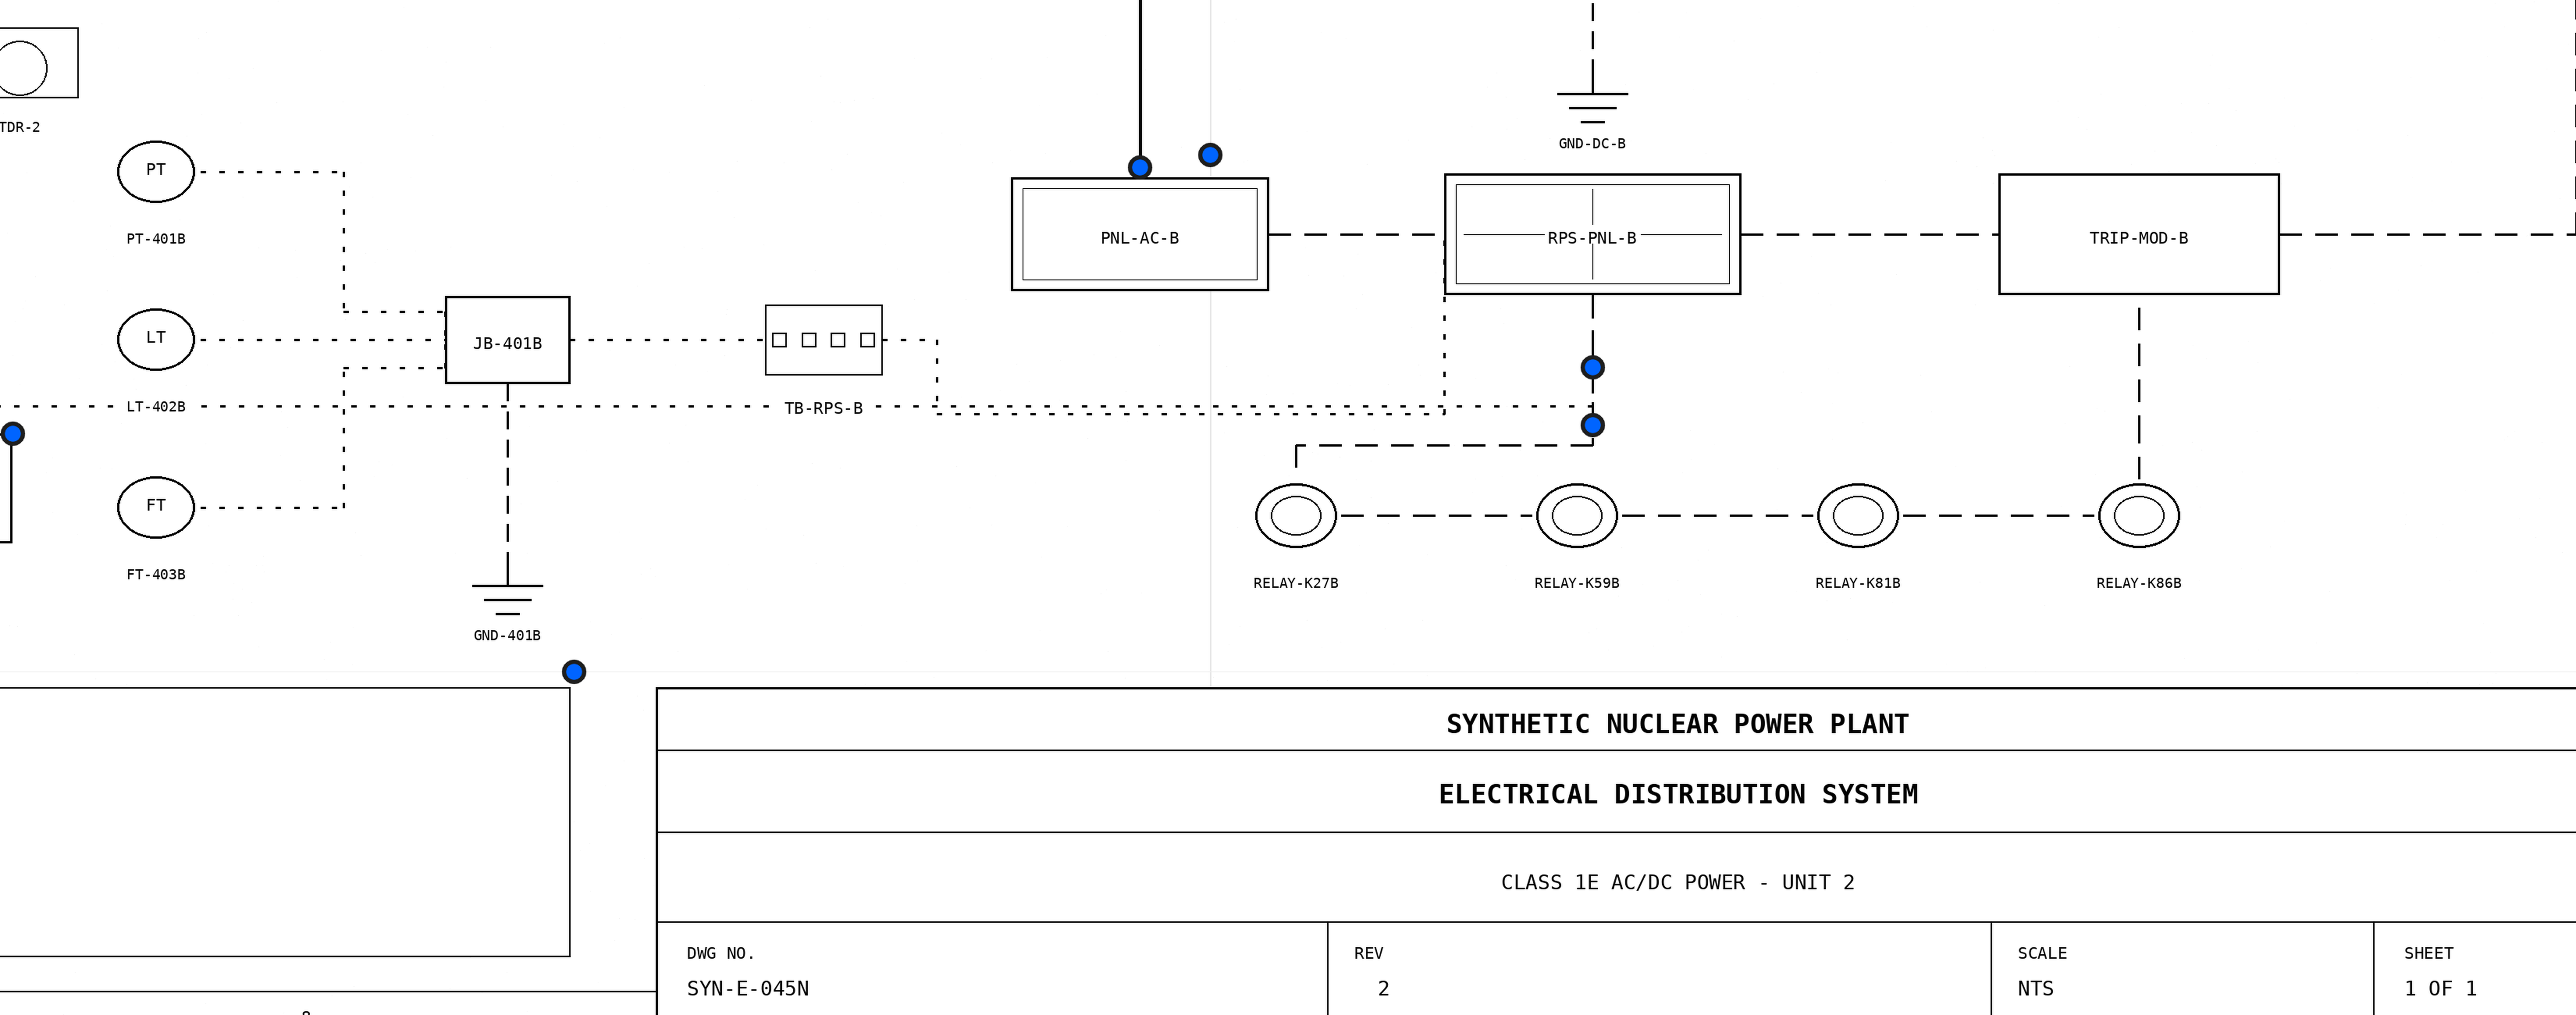 TDR-2
GND-DC-B
PT
PT-401B
PNL-AC-B
RPS-PNL-B
TRIP-MOD-B
LT
JB-401B
LT-402B
TB-RPS-B
FT
FT-403B
RELAY-K27B
RELAY-K59B
RELAY-K81B
RELAY-K86B
GND-401B
SYNTHETIC NUCLEAR POWER PLANT
ELECTRICAL DISTRIBUTION SYSTEM
CLASS 1E AC/DC POWER - UNIT 2
DWG NO.
SYN-E-045N
REV
2
SCALE
NTS
SHEET
1 OF 1